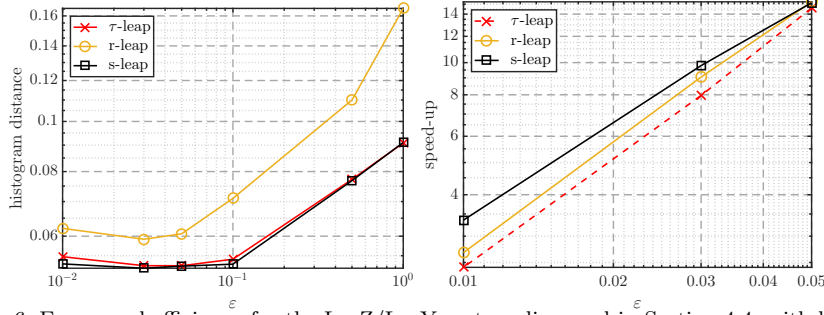 0.16
0.14
0.12
0.1
0.08
0.06
histogram distance
τ-leap
r-leap
s-leap
10⁻²
10⁻¹
10⁰
ε
14
12
10
8
6
4
speed-up
τ-leap
r-leap
s-leap
0.01
0.02
0.03
0.04
0.05
ε